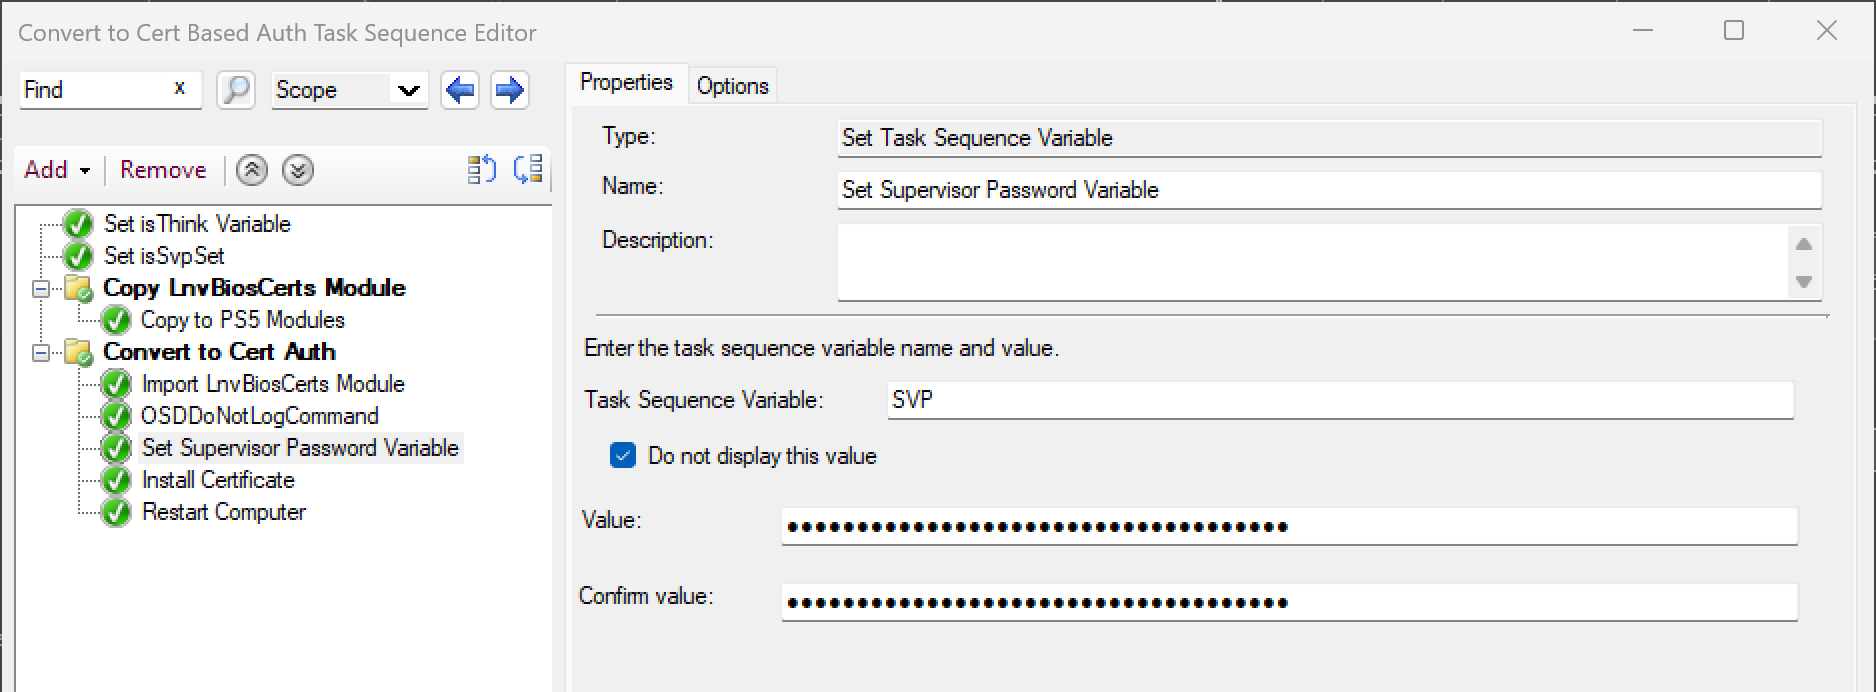 Convert to Cert Based Auth Task Sequence Editor
Find x Scope
Add Remove
Set isThink Variable
Set isSvpSet
Copy LnvBiosCerts Module
Copy to PS5 Modules
Convert to Cert Auth
Import LnvBiosCerts Module
OSDDoNotLogCommand
Set Supervisor Password Variable
Install Certificate
Restart Computer
Properties Options
Type: Set Task Sequence Variable
Name: Set Supervisor Password Variable
Description:
Enter the task sequence variable name and value.
Task Sequence Variable: SVP
Do not display this value
Value: ●●●●●●●●●●●●●●●●●●●●●●●●●●●●●●●●●●●●
Confirm value: ●●●●●●●●●●●●●●●●●●●●●●●●●●●●●●●●●●●●